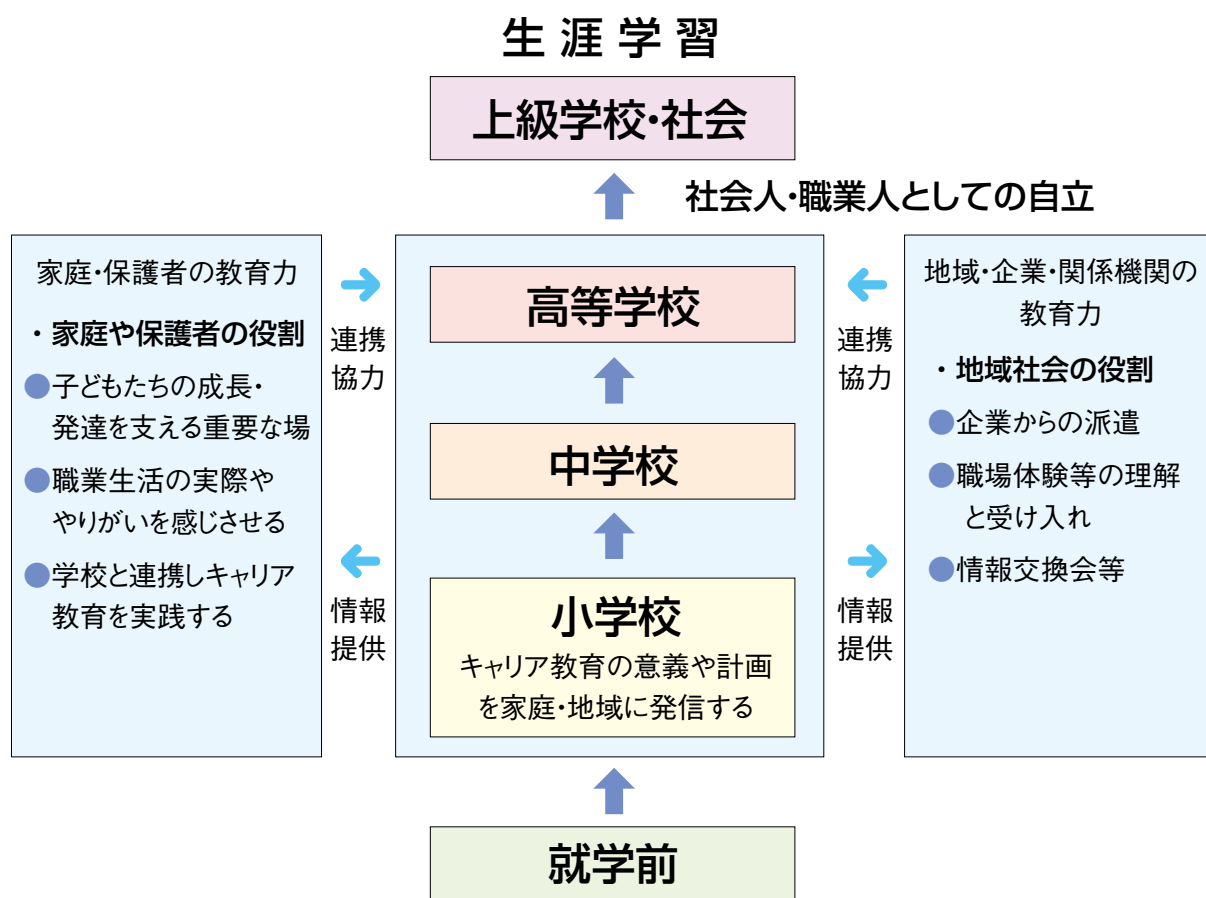 生涯学習
上級学校・社会
社会人・職業人としての自立
家庭・保護者の教育力
・家庭や保護者の役割
●子どもたちの成長・
発達を支える重要な場
●職業生活の実際や
やりがいを感じさせる
●学校と連携しキャリア
教育を実践する
連携
協力
情報
提供
高等学校
中学校
小学校
キャリア教育の意義や計画
を家庭・地域に発信する
連携
協力
情報
提供
地域・企業・関係機関の
教育力
・地域社会の役割
●企業からの派遣
●職場体験等の理解
と受け入れ
●情報交換会等
就学前